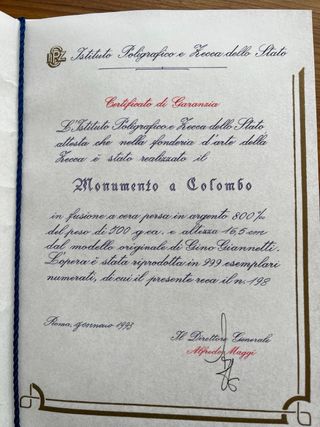 Istituto Poligrafico e Zecca dello Stato
Certificato di Garanzia
L'Istituto Poligrafico e Zecca dello Stato
attesta che nella fonderia d'arte della
Zecca è stato realizzato il
Monumento a Colombo
in fusione a cera persa in argento 800‰
del peso di 700 g ca. e altezza 16,5 cm
dal modello originale di Gino Giannetti.
L'opera è stata riprodotta in 999 esemplari
numerati, di cui il presente reca il nr. 198
Roma, gennaio 1993
Il Direttore Generale
Alfredo Maggi